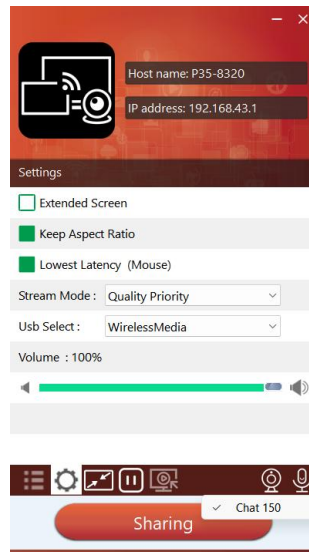 Host name: P35-8320
IP address: 192.168.43.1
Settings
Extended Screen
Keep Aspect Ratio
Lowest Latency (Mouse)
Stream Mode : Quality Priority
Usb Select : WirelessMedia
Volume : 100%
Chat 150
Sharing